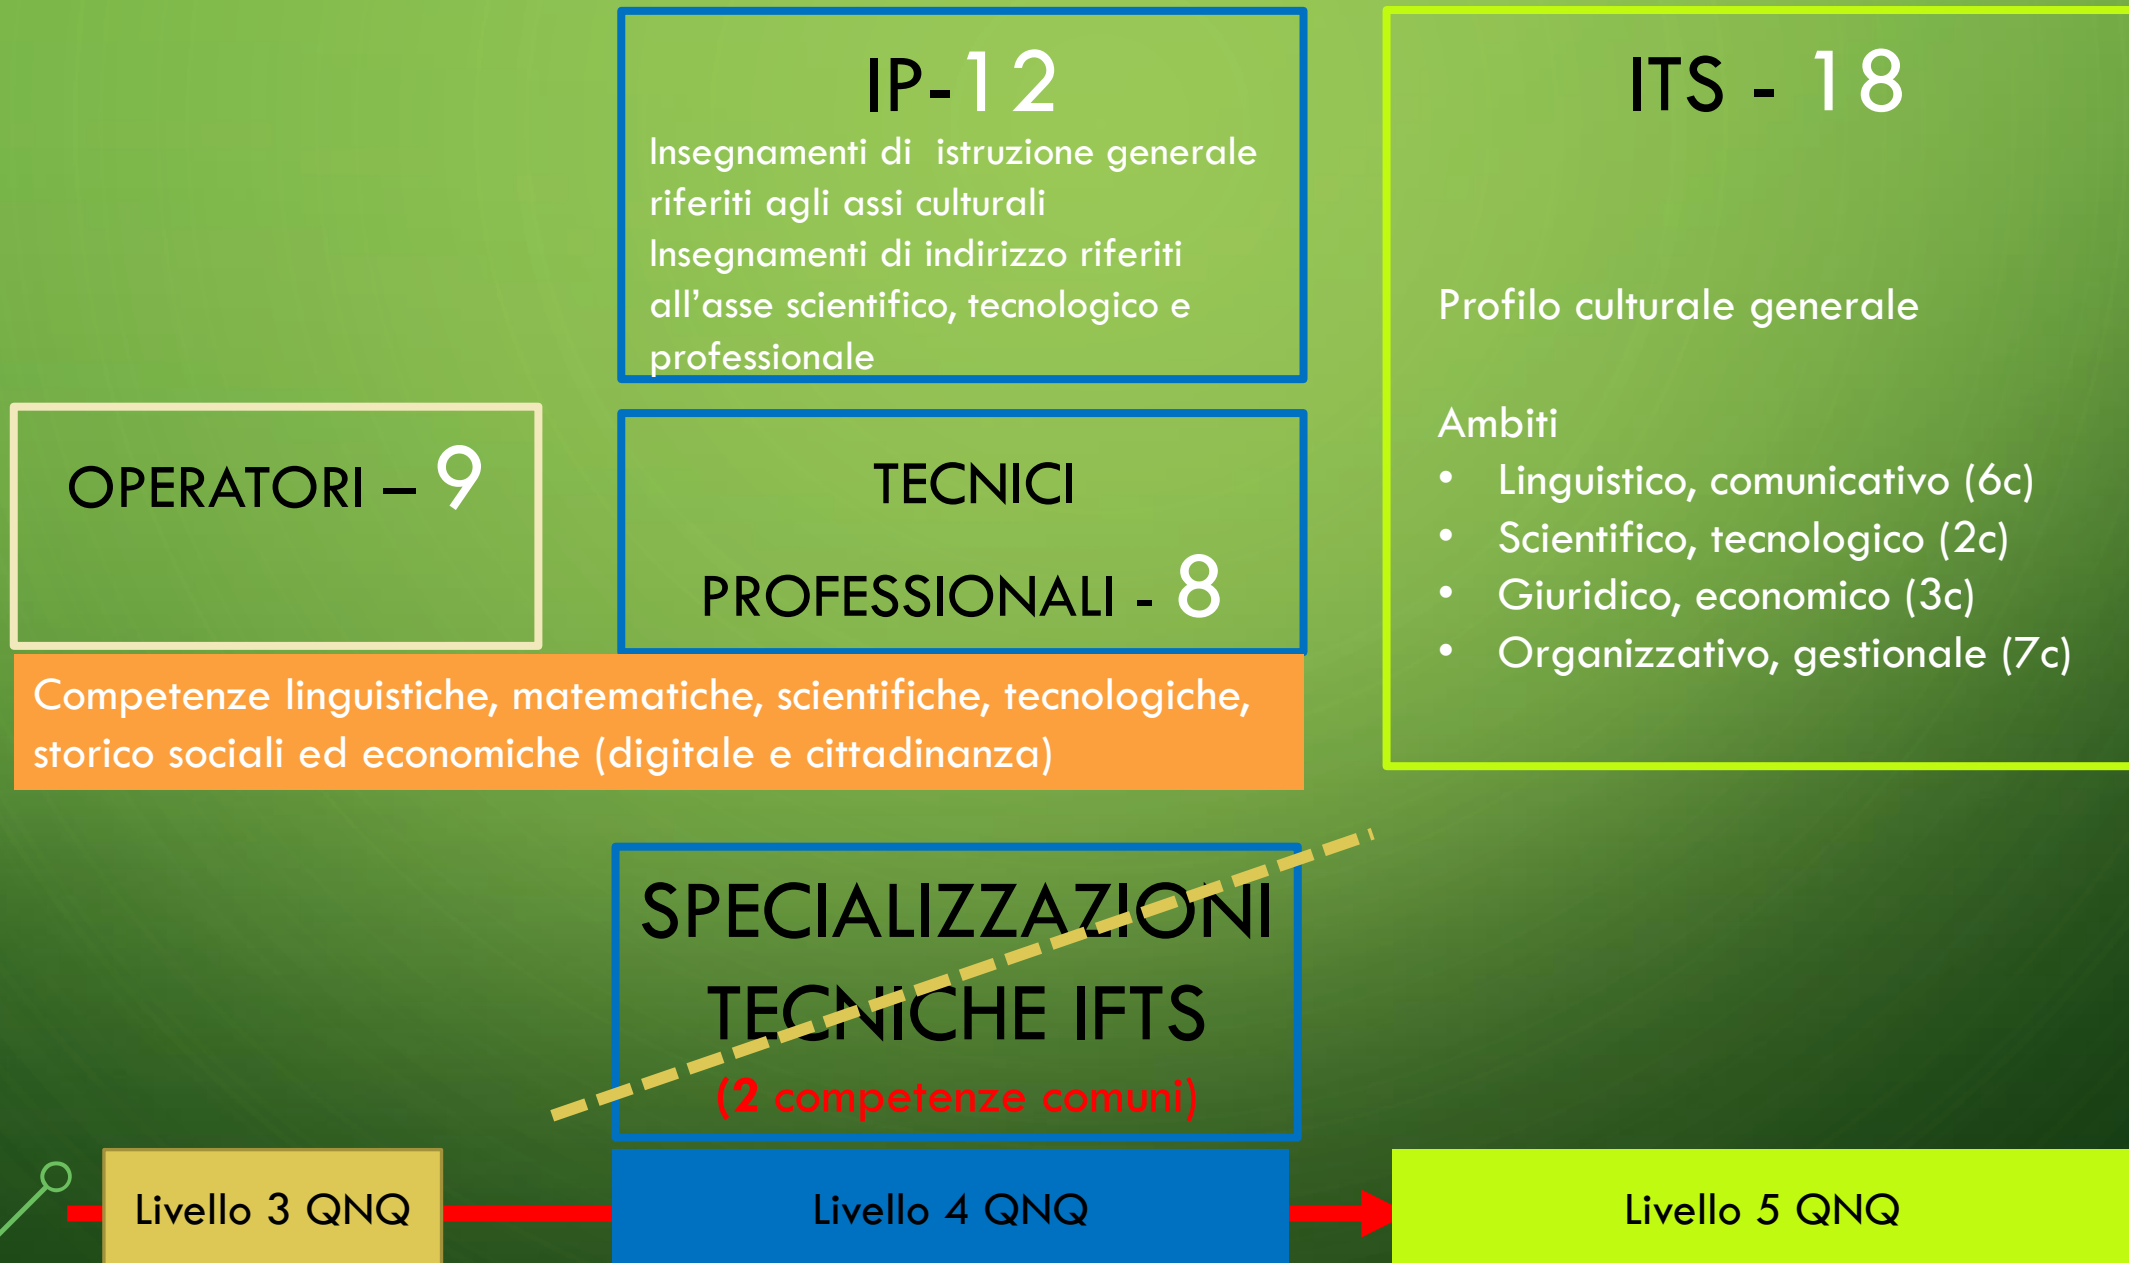 IP-12
Insegnamenti di istruzione generale
riferiti agli assi culturali
Insegnamenti di indirizzo riferiti
all’asse scientifico, tecnologico e
professionale
ITS - 18
Profilo culturale generale
Ambiti
• Linguistico, comunicativo (6c)
• Scientifico, tecnologico (2c)
• Giuridico, economico (3c)
• Organizzativo, gestionale (7c)
OPERATORI – 9
TECNICI
PROFESSIONALI - 8
Competenze linguistiche, matematiche, scientifiche, tecnologiche,
storico sociali ed economiche (digitale e cittadinanza)
SPECIALIZZAZIONI
TECNICHE IFTS
(2 competenze comuni)
Livello 3 QNQ
Livello 4 QNQ
Livello 5 QNQ